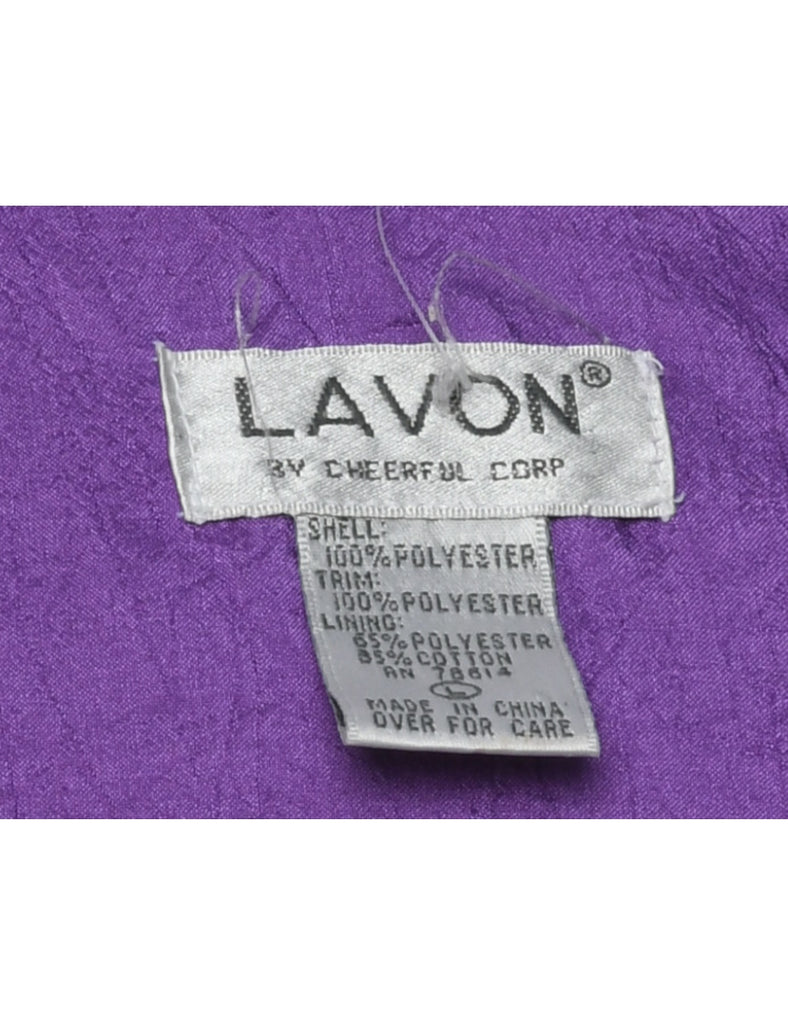 LAVON®
BY CHEERFUL CORP
SHELL:
100% POLYESTER
TRIM:
100% POLYESTER
LINING:
65% POLYESTER
35% COTTON
RN 78614
L
MADE IN CHINA
OVER FOR CARE